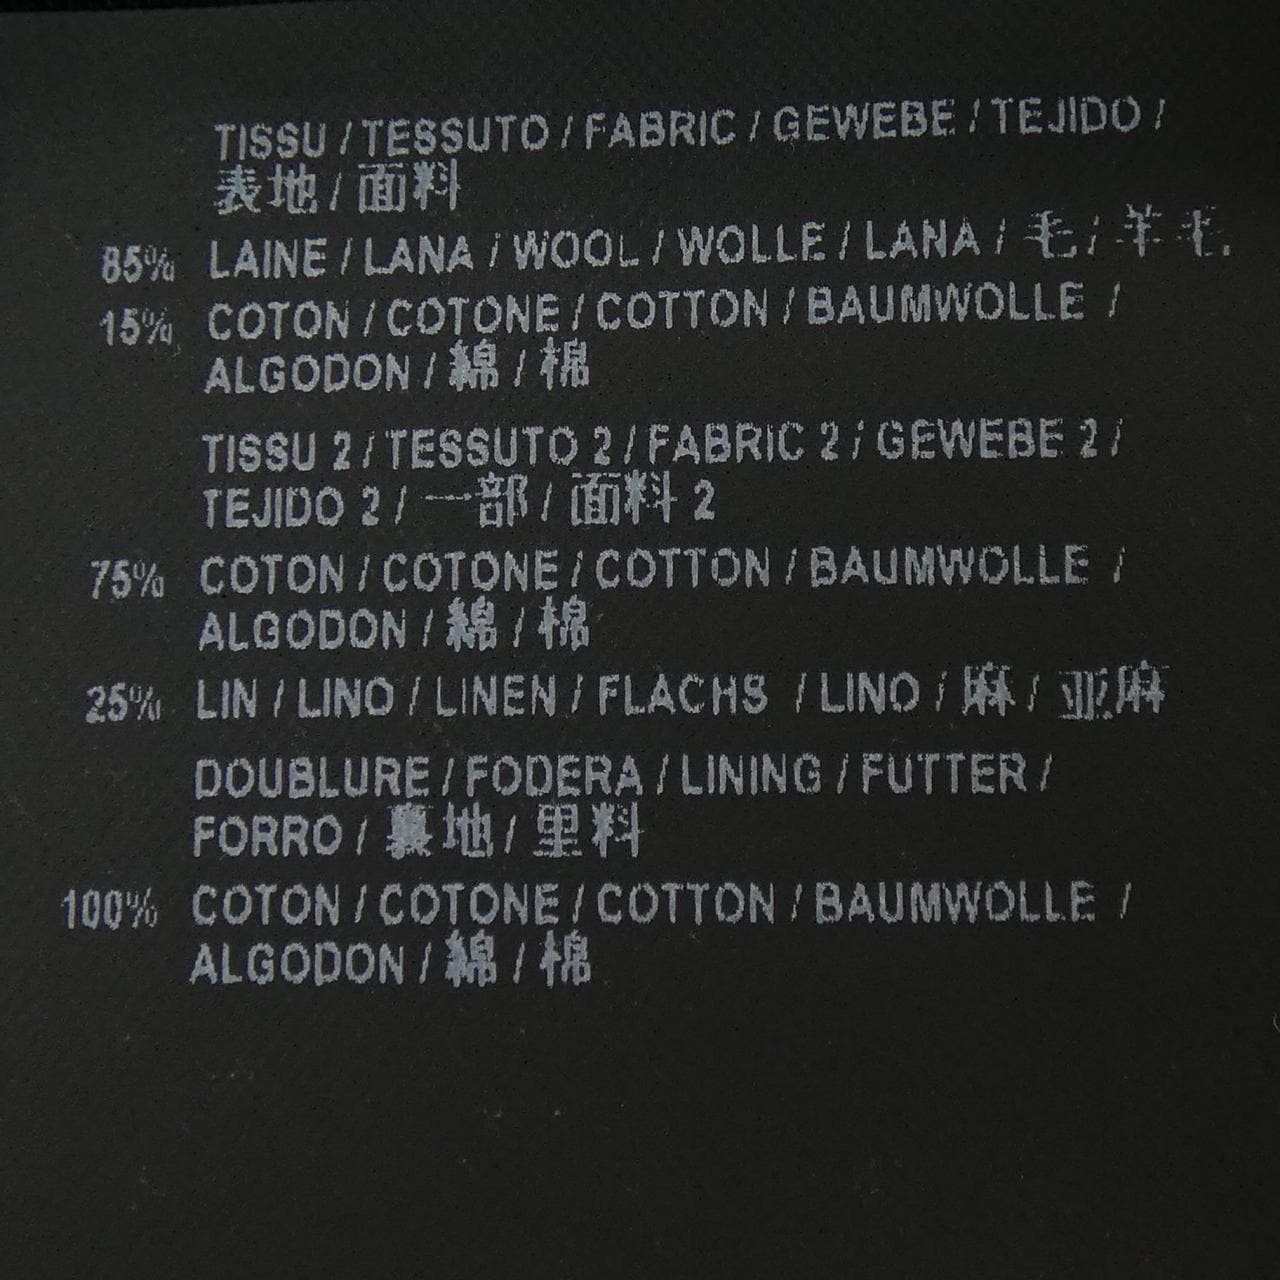 TISSU / TESSUTO / FABRIC / GEWEBE / TEJIDO /
表地 / 面料
85% LAINE / LANA / WOOL / WOLLE / LANA / 毛 / 羊毛
15% COTON / COTONE / COTTON / BAUMWOLLE /
ALGODON / 綿 / 棉
TISSU 2 / TESSUTO 2 / FABRIC 2 / GEWEBE 2 /
TEJIDO 2 / 一部 / 面料 2
75% COTON / COTONE / COTTON / BAUMWOLLE /
ALGODON / 綿 / 棉
25% LIN / LINO / LINEN / FLACHS / LINO / 麻 / 亚麻
DOUBLURE / FODERA / LINING / FUTTER /
FORRO / 裏地 / 里料
100% COTON / COTONE / COTTON / BAUMWOLLE /
ALGODON / 綿 / 棉